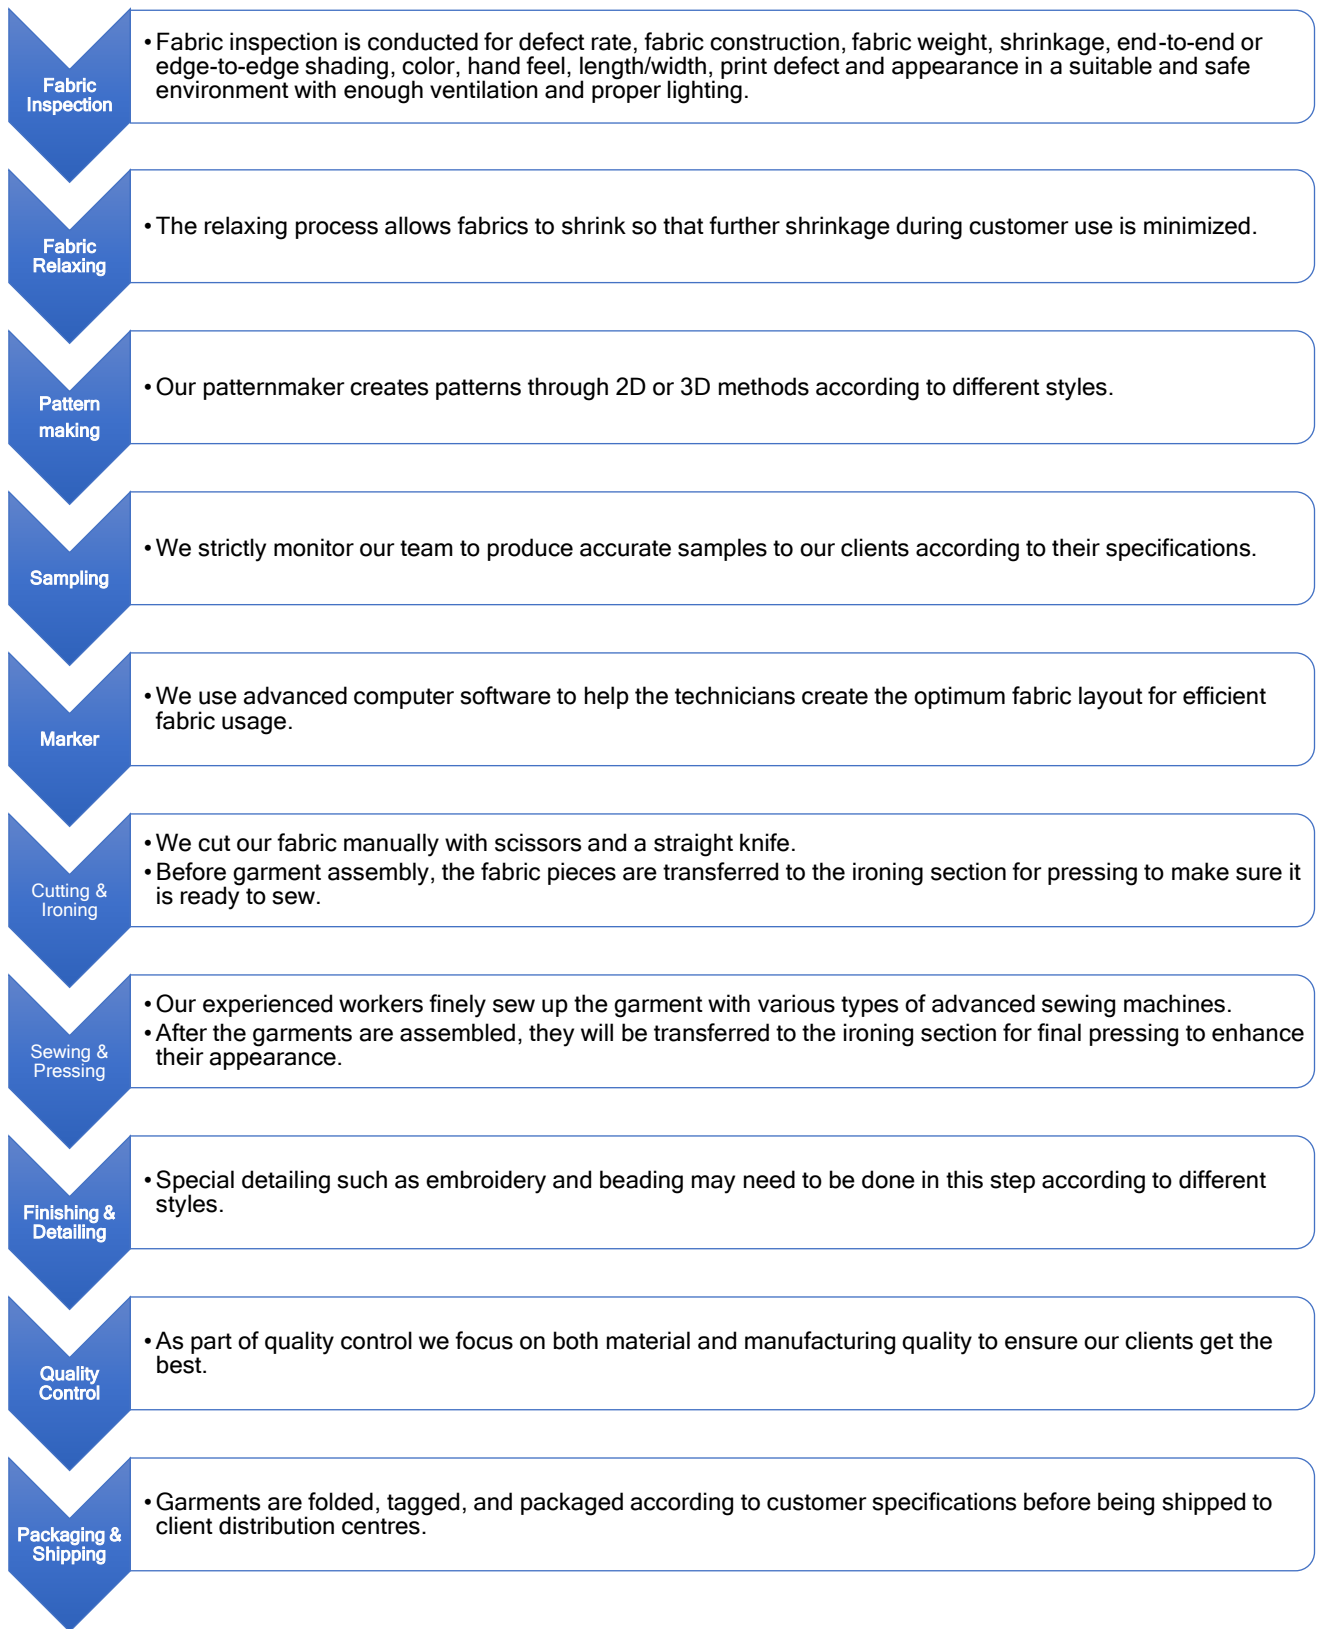 Fabric
Inspection
• Fabric inspection is conducted for defect rate, fabric construction, fabric weight, shrinkage, end-to-end or
edge-to-edge shading, color, hand feel, length/width, print defect and appearance in a suitable and safe
environment with enough ventilation and proper lighting.
Fabric
Relaxing
• The relaxing process allows fabrics to shrink so that further shrinkage during customer use is minimized.
Pattern
making
• Our patternmaker creates patterns through 2D or 3D methods according to different styles.
Sampling
• We strictly monitor our team to produce accurate samples to our clients according to their specifications.
Marker
• We use advanced computer software to help the technicians create the optimum fabric layout for efficient
fabric usage.
Cutting &
Ironing
• We cut our fabric manually with scissors and a straight knife.
• Before garment assembly, the fabric pieces are transferred to the ironing section for pressing to make sure it
is ready to sew.
Sewing &
Pressing
• Our experienced workers finely sew up the garment with various types of advanced sewing machines.
• After the garments are assembled, they will be transferred to the ironing section for final pressing to enhance
their appearance.
Finishing &
Detailing
• Special detailing such as embroidery and beading may need to be done in this step according to different
styles.
Quality
Control
• As part of quality control we focus on both material and manufacturing quality to ensure our clients get the
best.
Packaging &
Shipping
• Garments are folded, tagged, and packaged according to customer specifications before being shipped to
client distribution centres.